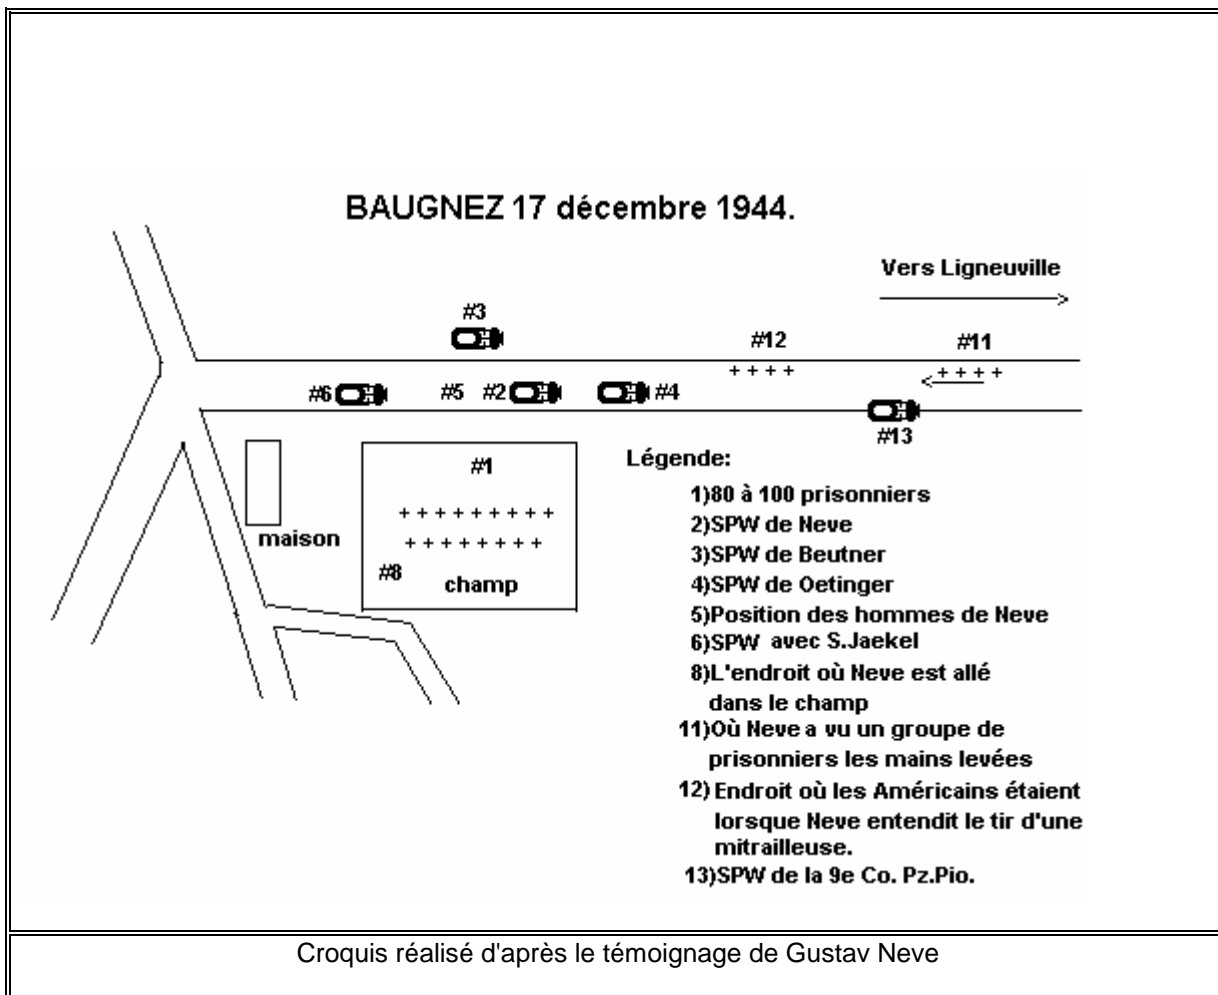 BAUGNEZ 17 décembre 1944.
Vers Ligneuville
#3
#12
#11
+ + + +
+ + + +
#6
#5
#2
#4
#13
#1
+ + + + + + + + +
+ + + + + + + +
maison
#8
champ
Légende:
1)80 à 100 prisonniers
2)SPW de Neve
3)SPW de Beutner
4)SPW de Oetinger
5)Position des hommes de Neve
6)SPW avec S.Jaekel
8)L'endroit où Neve est allé
dans le champ
11)Où Neve a vu un groupe de
prisonniers les mains levées
12) Endroit où les Américains étaient
lorsque Neve entendit le tir d'une
mitrailleuse.
13)SPW de la 9e Co. Pz.Pio.
Croquis réalisé d'après le témoignage de Gustav Neve